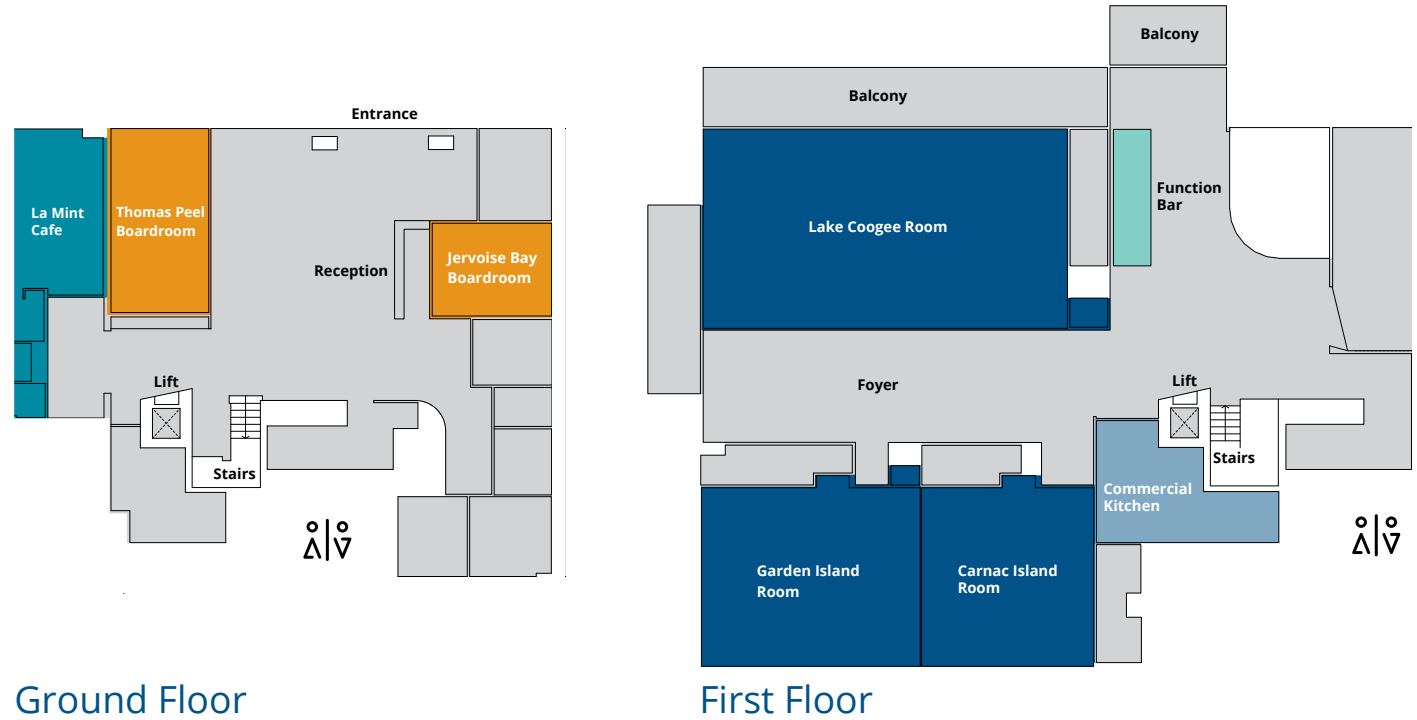 Entrance
La Mint
Cafe
Thomas Peel
Boardroom
Reception
Jervoise Bay
Boardroom
Lift
Stairs
Ground Floor
Balcony
Balcony
Function
Bar
Lake Coogee Room
Foyer
Lift
Stairs
Commercial
Kitchen
Garden Island
Room
Carnac Island
Room
First Floor